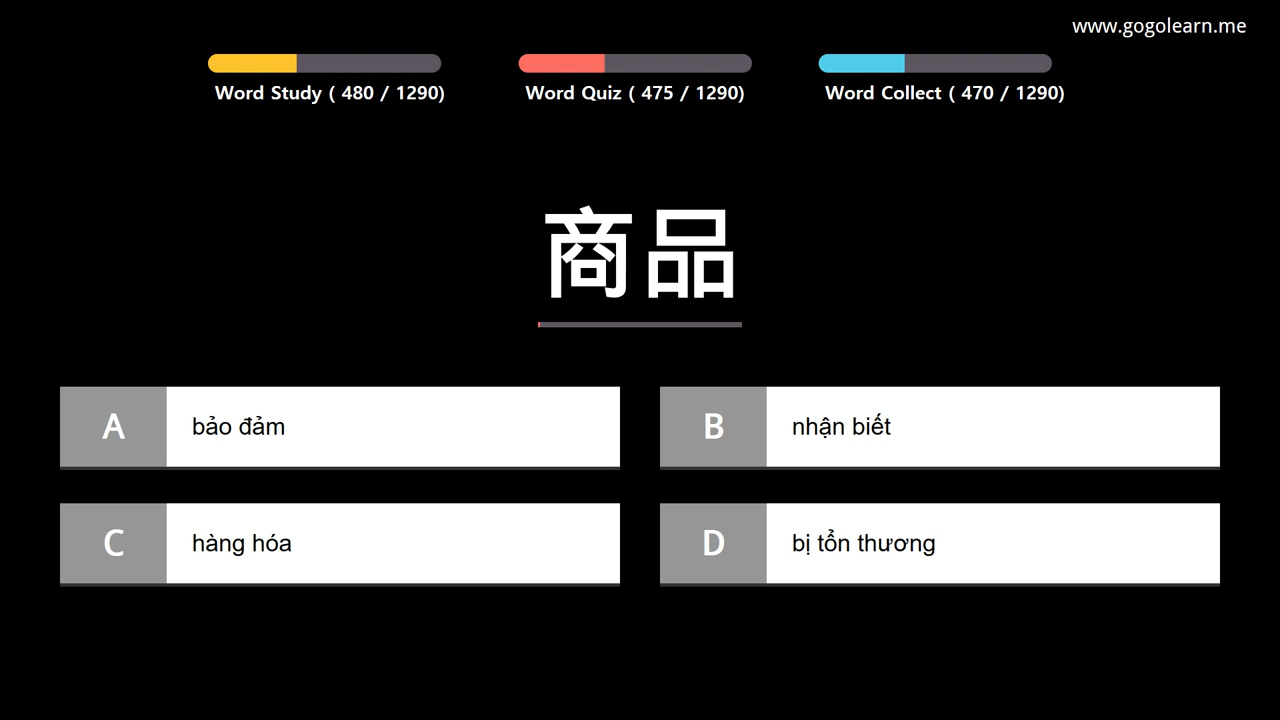 www.gogolearn.me
Word Study ( 480 / 1290)
Word Quiz ( 475 / 1290)
Word Collect ( 470 / 1290)
商品
A bảo đảm
B nhận biết
C hàng hóa
D bị tổn thương